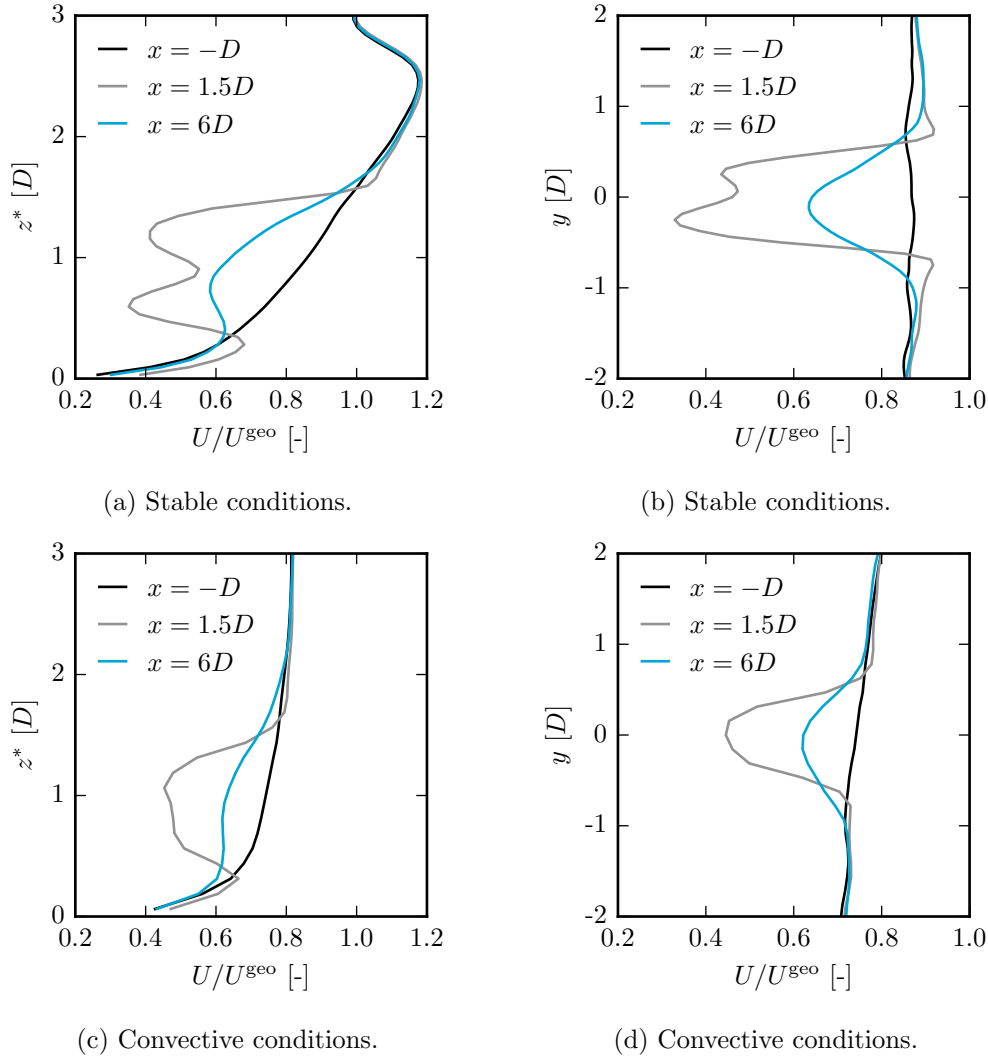 3
2
1
0
z* [D]
x = −D
x = 1.5D
x = 6D
0.2 0.4 0.6 0.8 1.0 1.2
U/U^geo [-]
(a) Stable conditions.
2
1
0
-1
-2
y [D]
x = −D
x = 1.5D
x = 6D
0.2 0.4 0.6 0.8 1.0
U/U^geo [-]
(b) Stable conditions.
3
2
1
0
z* [D]
x = −D
x = 1.5D
x = 6D
0.2 0.4 0.6 0.8 1.0 1.2
U/U^geo [-]
(c) Convective conditions.
2
1
0
-1
-2
y [D]
x = −D
x = 1.5D
x = 6D
0.2 0.4 0.6 0.8 1.0
U/U^geo [-]
(d) Convective conditions.